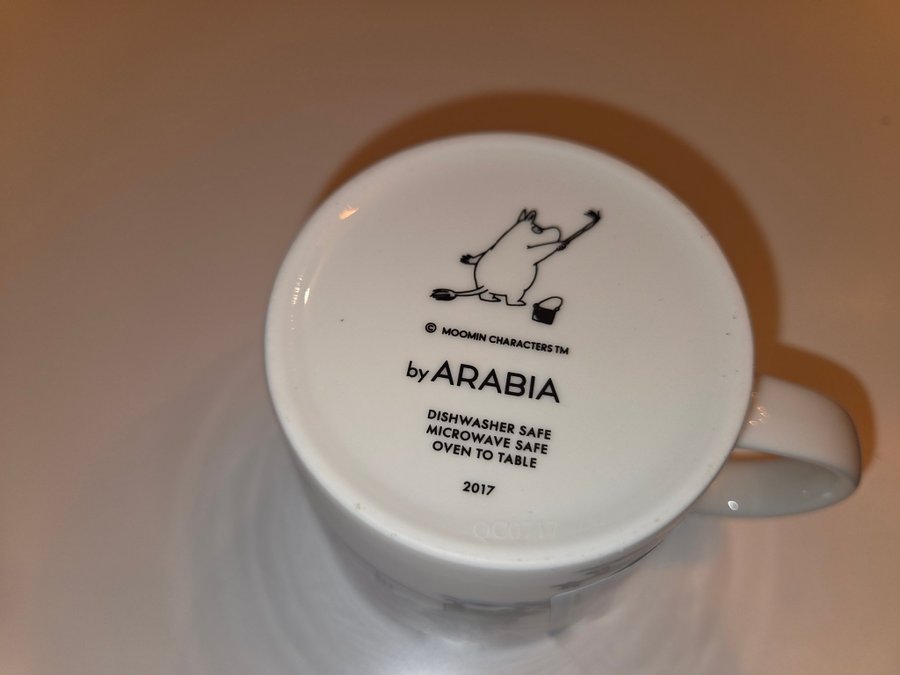 © MOOMIN CHARACTERS TM
by ARABIA
DISHWASHER SAFE
MICROWAVE SAFE
OVEN TO TABLE
2017